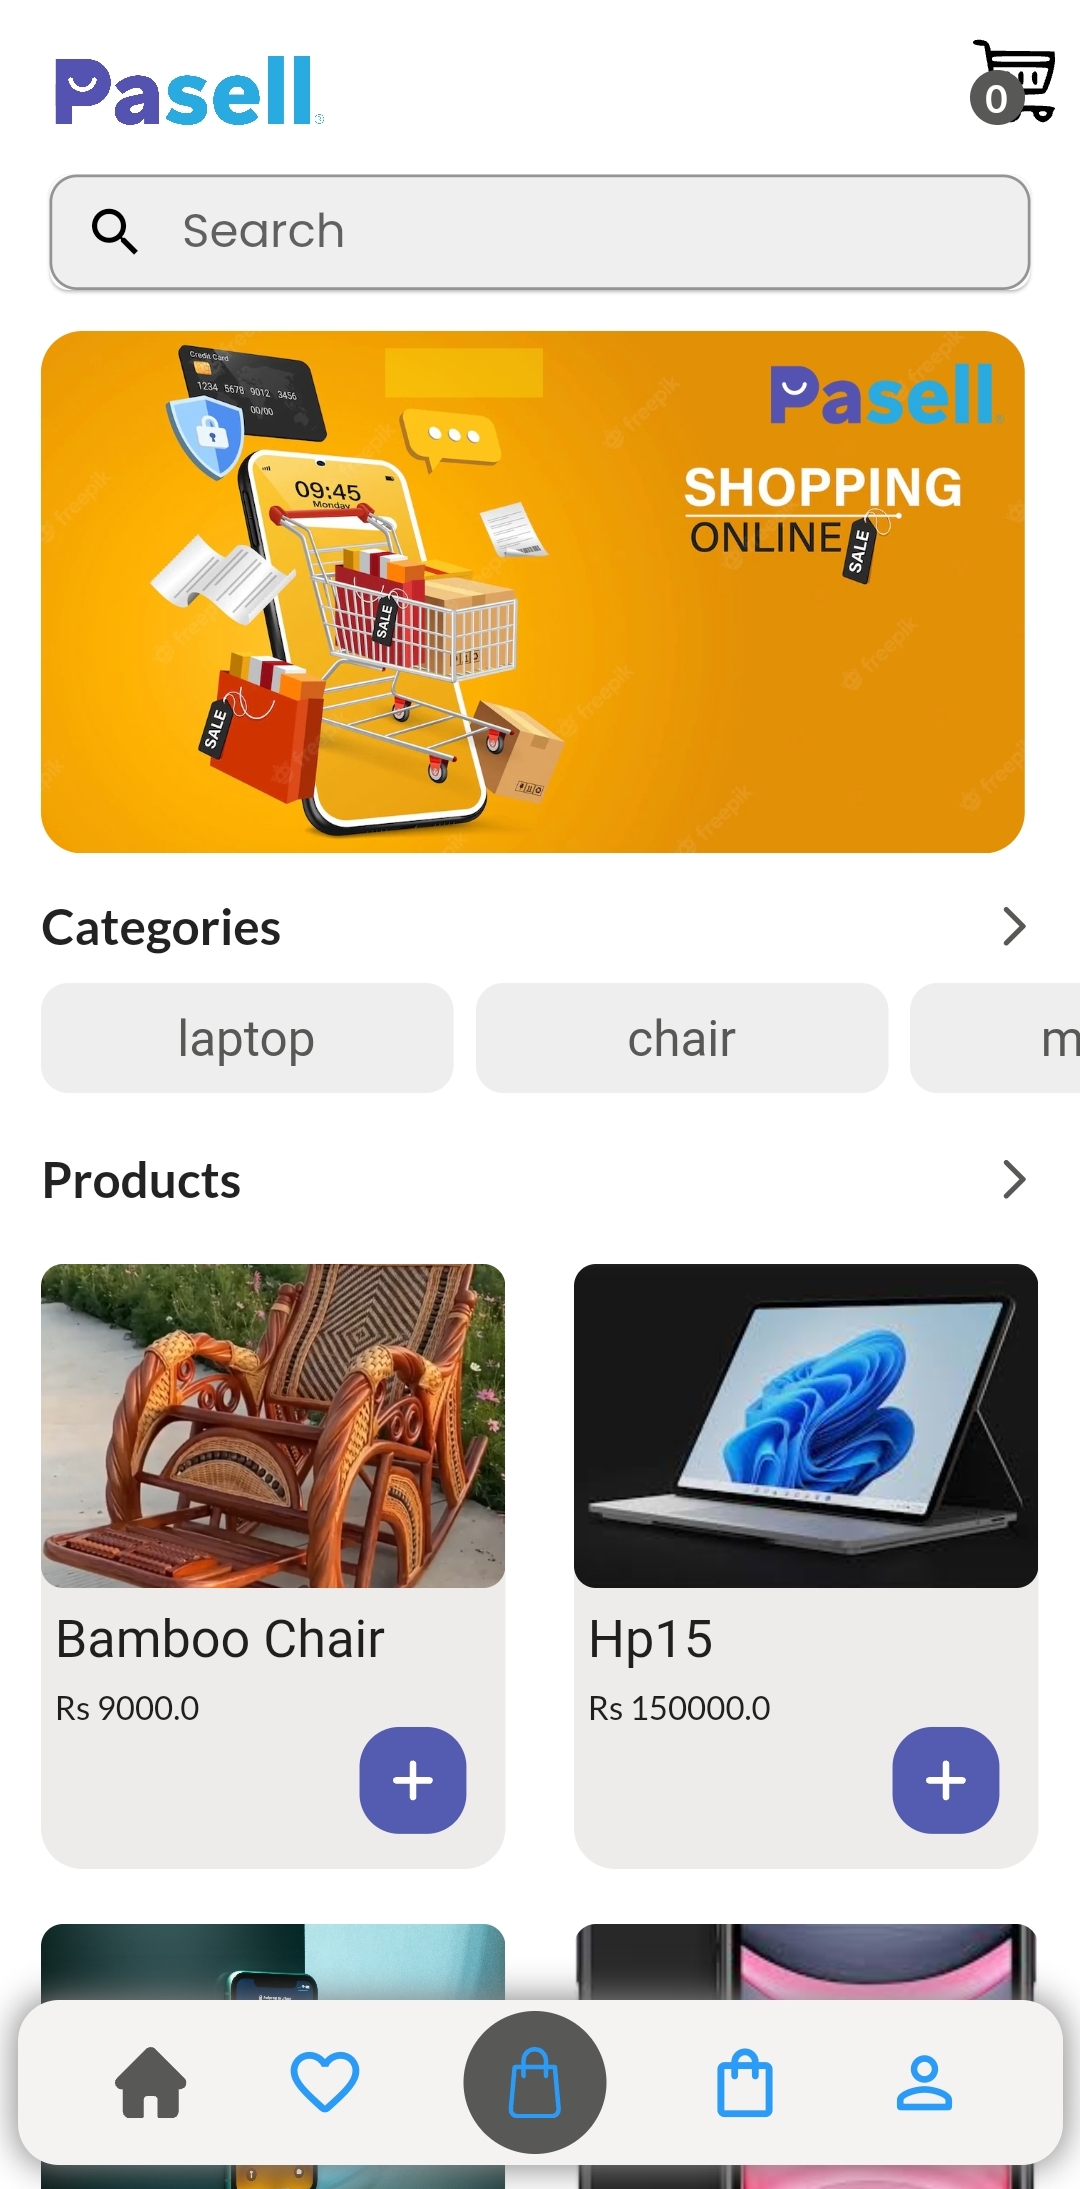 Pasell
0
Search
Credit Card
1234 5678 9012 3456
00/00
09:45
Monday
Pasell
SHOPPING
ONLINE
SALE
SALE
SALE
Categories
laptop
chair
m
Products
Bamboo Chair
Rs 9000.0
Hp15
Rs 150000.0